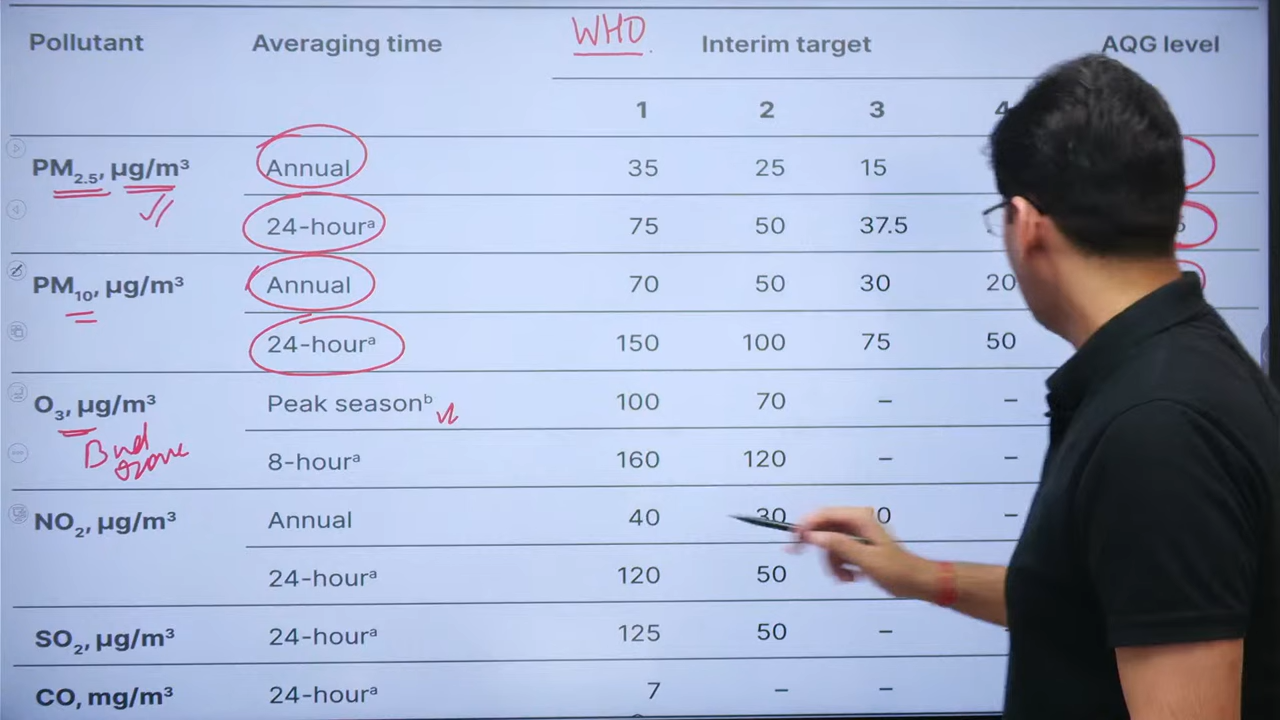 Pollutant Averaging time WHO Interim target AQG level
1 2 3 4
PM2.5, µg/m³ Annual 35 25 15
24-hourᵃ 75 50 37.5
PM10, µg/m³ Annual 70 50 30 20
24-hourᵃ 150 100 75 50
O3, µg/m³ Peak seasonᵇ 100 70 – –
Bad ozone
8-hourᵃ 160 120 – –
NO2, µg/m³ Annual 40 30 –
24-hourᵃ 120 50
SO2, µg/m³ 24-hourᵃ 125 50 –
CO, mg/m³ 24-hourᵃ 7 – –